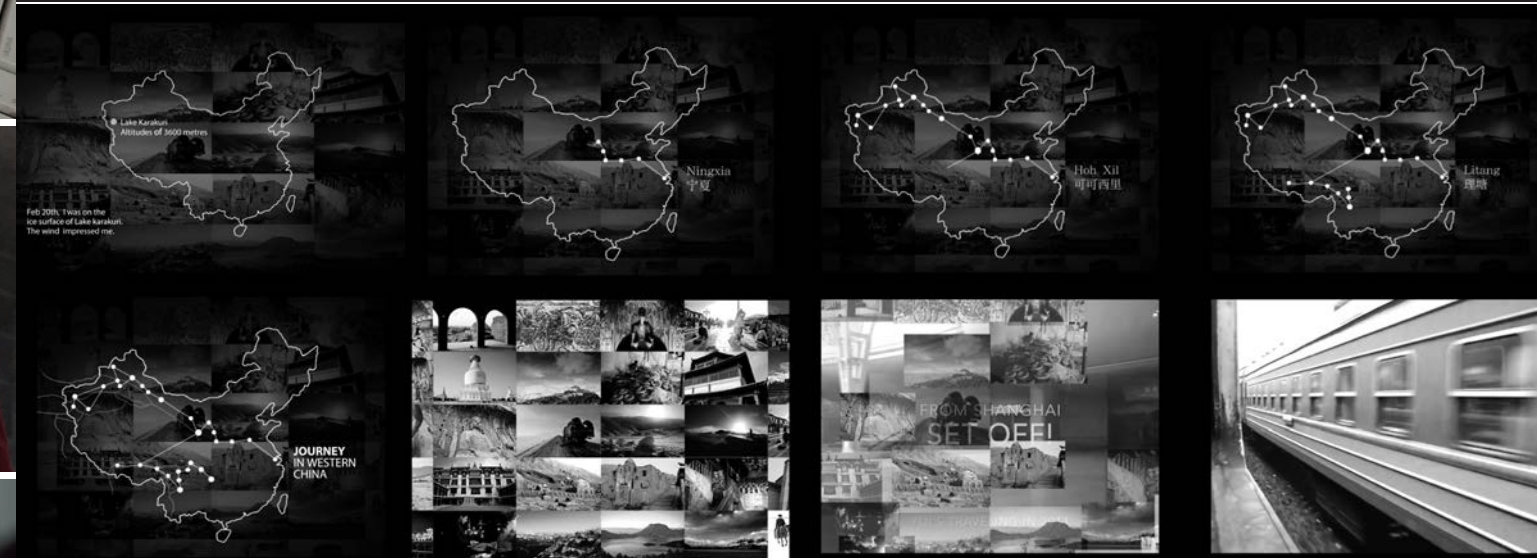 Lake Karakuri
Altitudes of 3600 metres
Feb 20th, I was on the
ice surface of Lake karakuri.
The wind impressed me.
Ningxia
宁夏
Hoh Xil
可可西里
Litang
理塘
JOURNEY
IN WESTERN
CHINA
FROM SHANGHAI
SET OFF!
TRAVELING IN